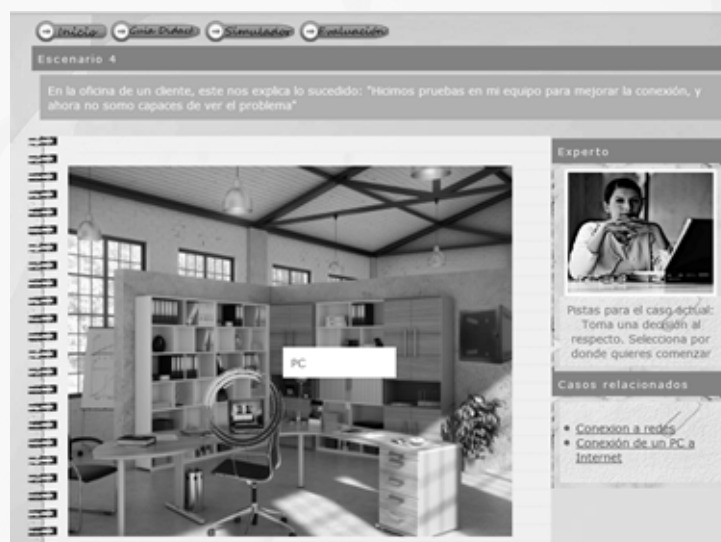 Inicio Guia Didact Simulador Evaluación
Escenario 4
En la oficina de un cliente, este nos explica lo sucedido: "Hicimos pruebas en mi equipo para mejorar la conexión, y
ahora no somo capaces de ver el problema"
Experto
PC
Pistas para el caso actual:
Toma una decisión al
respecto. Selecciona por
donde quieres comenzar
Casos relacionados
Conexion a redes
Conexión de un PC a
Internet